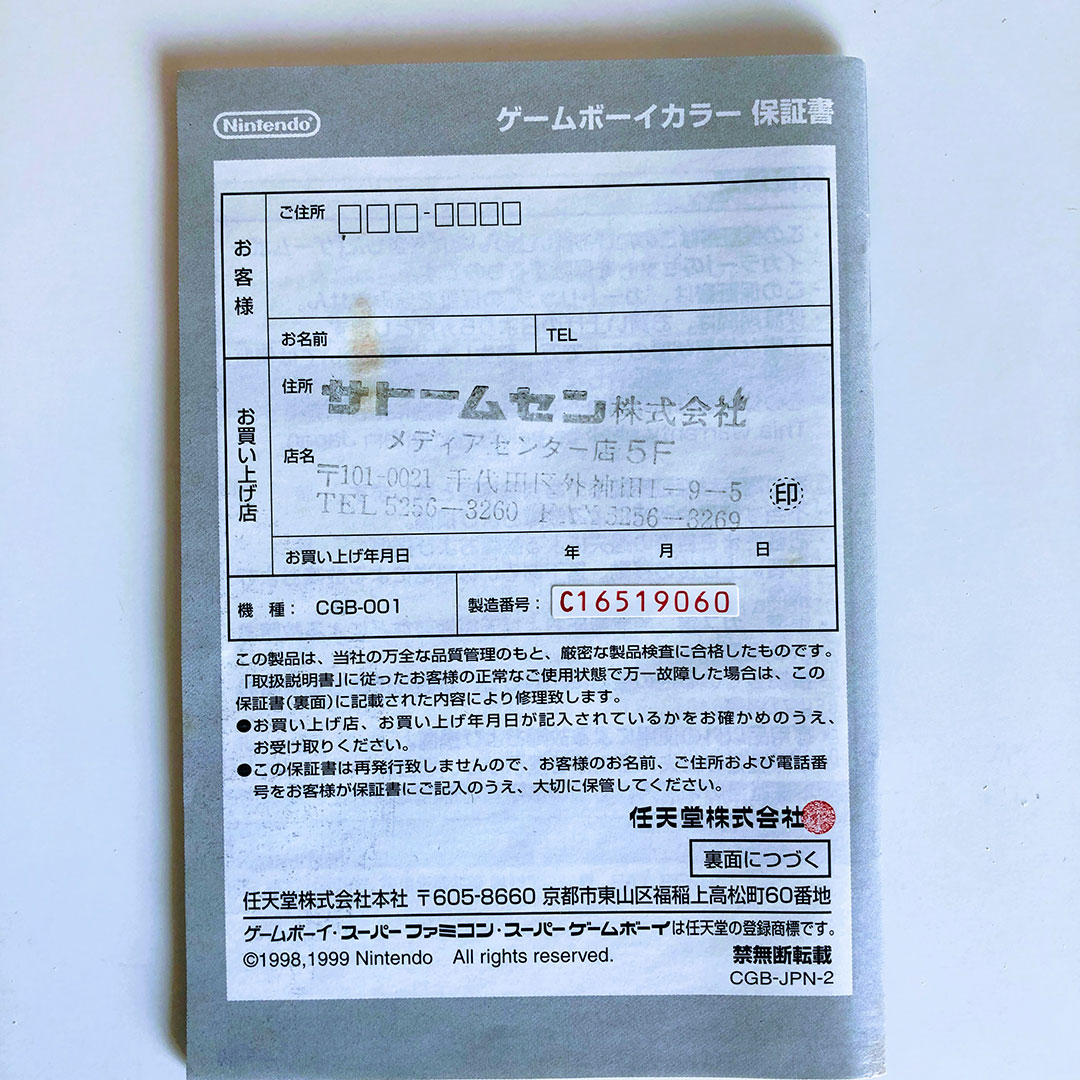 Nintendo®
ゲームボーイカラー 保証書
お客様
ご住所 □□□-□□□□
お名前
TEL
お買い上げ店
住所
サトームセン株式会社
メディアセンター店5F
店名
〒101-0021 千代田区外神田1-9-5
TEL 5256-3260 FAX 5256-3269
印
お買い上げ年月日 年 月 日
機 種： CGB-001
製造番号： C16519060
この製品は、当社の万全な品質管理のもと、厳密な製品検査に合格したものです。
「取扱説明書」に従ったお客様の正常なご使用状態で万一故障した場合は、この
保証書（裏面）に記載された内容により修理致します。
●お買い上げ店、お買い上げ年月日が記入されているかをお確かめのうえ、
お受け取りください。
●この保証書は再発行致しませんので、お客様のお名前、ご住所および電話番
号をお客様が保証書にご記入のうえ、大切に保管してください。
任天堂株式会社
裏面につづく
任天堂株式会社本社 〒605-8660 京都市東山区福稲上高松町60番地
ゲームボーイ・スーパーファミコン・スーパーゲームボーイは任天堂の登録商標です。
©1998,1999 Nintendo All rights reserved.
禁無断転載
CGB-JPN-2